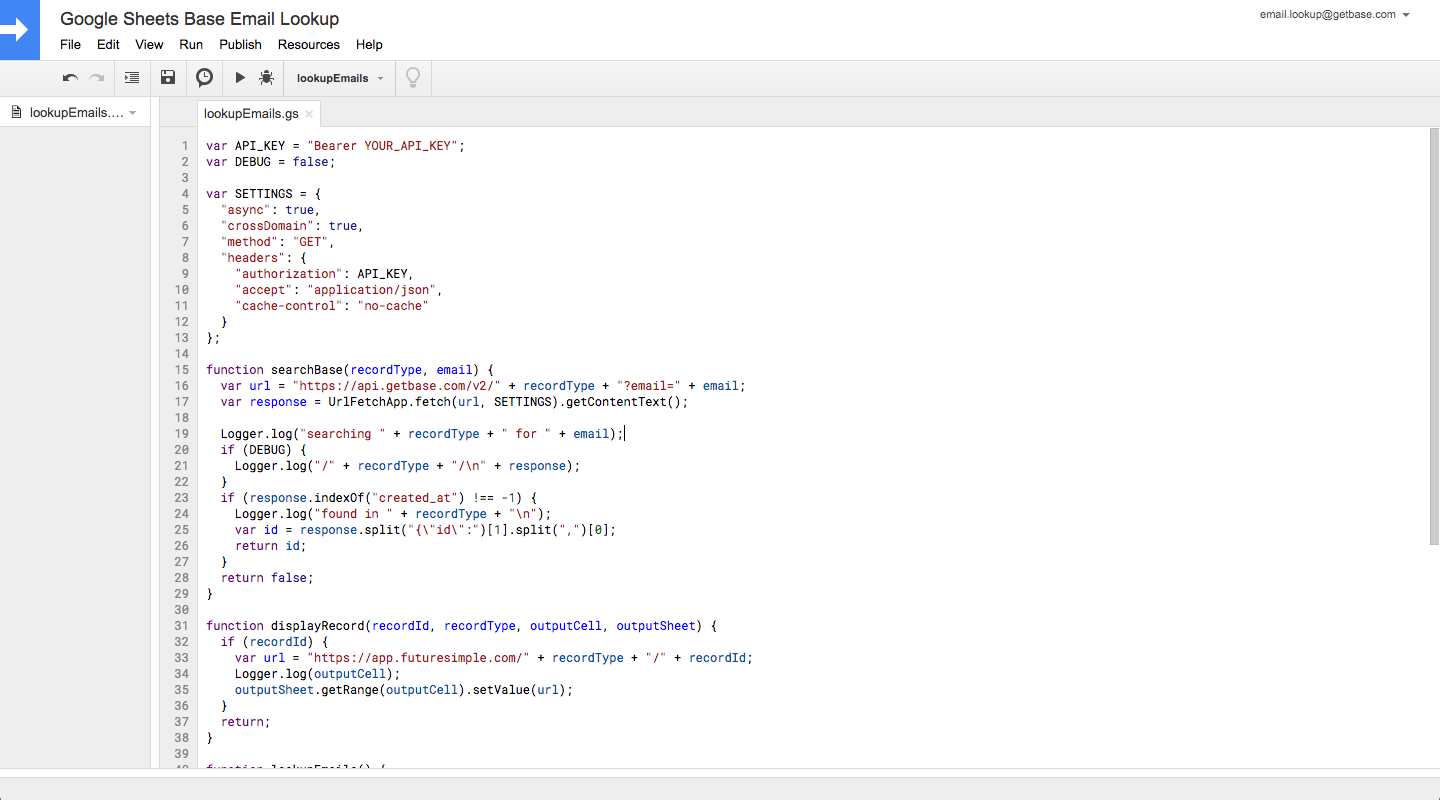 Google Sheets Base Email Lookup
email.lookup@getbase.com
File Edit View Run Publish Resources Help
lookupEmails
lookupEmails....
lookupEmails.gs
1 var API_KEY = "Bearer YOUR_API_KEY";
2 var DEBUG = false;
3
4 var SETTINGS = {
5   "async": true,
6   "crossDomain": true,
7   "method": "GET",
8   "headers": {
9     "authorization": API_KEY,
10     "accept": "application/json",
11     "cache-control": "no-cache"
12   }
13 };
14
15 function searchBase(recordType, email) {
16   var url = "https://api.getbase.com/v2/" + recordType + "?email=" + email;
17   var response = UrlFetchApp.fetch(url, SETTINGS).getContentText();
18
19   Logger.log("searching " + recordType + " for " + email);
20   if (DEBUG) {
21     Logger.log("/" + recordType + "/\n" + response);
22   }
23   if (response.indexOf("created_at") !== -1) {
24     Logger.log("found in " + recordType + "\n");
25     var id = response.split("{\"id\":")[1].split(",")[0];
26     return id;
27   }
28   return false;
29 }
30
31 function displayRecord(recordId, recordType, outputCell, outputSheet) {
32   if (recordId) {
33     var url = "https://app.futuresimple.com/" + recordType + "/" + recordId;
34     Logger.log(outputCell);
35     outputSheet.getRange(outputCell).setValue(url);
36   }
37   return;
38 }
39
40 function lookupEmails() {